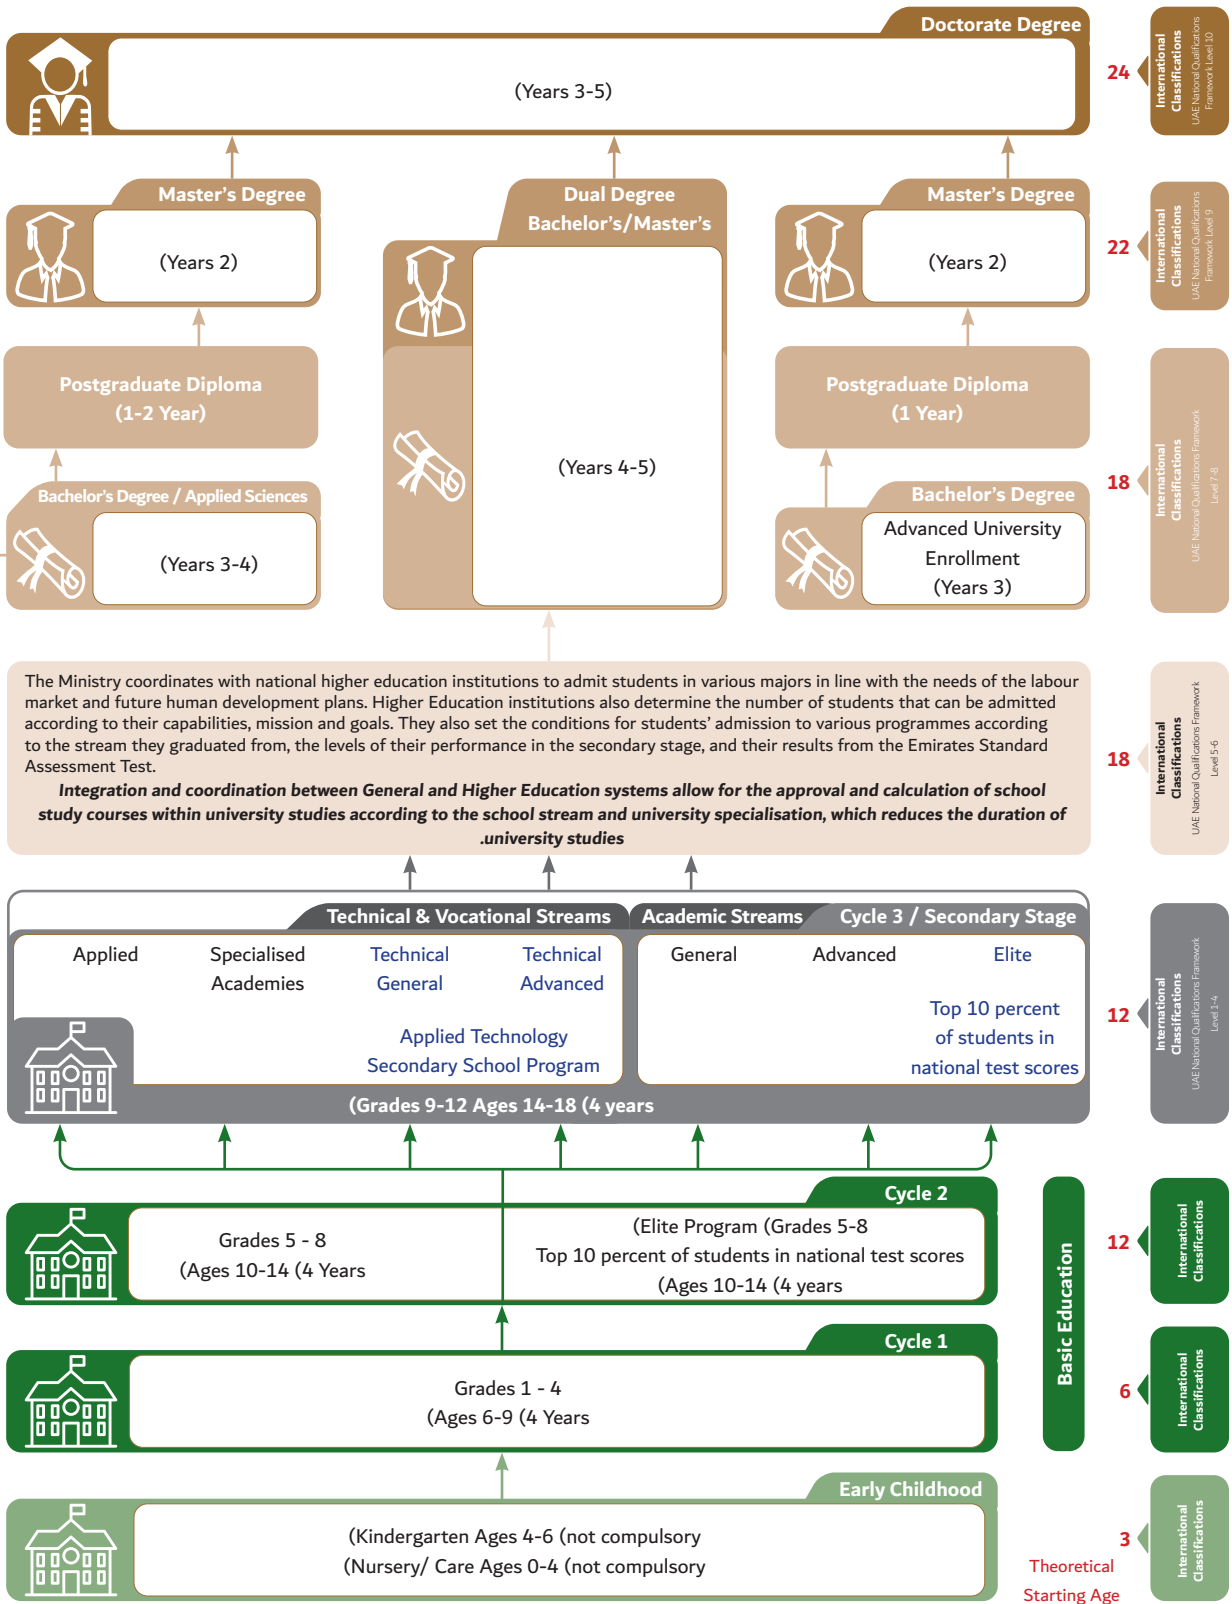 Doctorate Degree
(Years 3-5)
24
International
Classifications
UAE National Qualifications
Framework Level 10
Master's Degree
(Years 2)
Dual Degree
Bachelor's/Master's
(Years 4-5)
Master's Degree
(Years 2)
22
International
Classifications
UAE National Qualifications
Framework Level 9
Postgraduate Diploma
(1-2 Year)
Postgraduate Diploma
(1 Year)
Bachelor's Degree / Applied Sciences
(Years 3-4)
Bachelor's Degree
Advanced University
Enrollment
(Years 3)
18
International
Classifications
UAE National Qualifications Framework
Level 7-8
The Ministry coordinates with national higher education institutions to admit students in various majors in line with the needs of the labour
market and future human development plans. Higher Education institutions also determine the number of students that can be admitted
according to their capabilities, mission and goals. They also set the conditions for students' admission to various programmes according
to the stream they graduated from, the levels of their performance in the secondary stage, and their results from the Emirates Standard
Assessment Test.
Integration and coordination between General and Higher Education systems allow for the approval and calculation of school
study courses within university studies according to the school stream and university specialisation, which reduces the duration of
.university studies
18
International
Classifications
UAE National Qualifications Framework
Level 5-6
Technical & Vocational Streams
Academic Streams
Cycle 3 / Secondary Stage
Applied
Specialised
Academies
Technical
General
Technical
Advanced
Applied Technology
Secondary School Program
General
Advanced
Elite
Top 10 percent
of students in
national test scores
(Grades 9-12 Ages 14-18 (4 years
12
International
Classifications
UAE National Qualifications Framework
Level 1-4
Cycle 2
Grades 5 - 8
(Ages 10-14 (4 Years
(Elite Program (Grades 5-8
Top 10 percent of students in national test scores
(Ages 10-14 (4 years
12
International
Classifications
Basic Education
Cycle 1
Grades 1 - 4
(Ages 6-9 (4 Years
6
International
Classifications
Early Childhood
(Kindergarten Ages 4-6 (not compulsory
(Nursery/ Care Ages 0-4 (not compulsory
3
Theoretical
Starting Age
International
Classifications